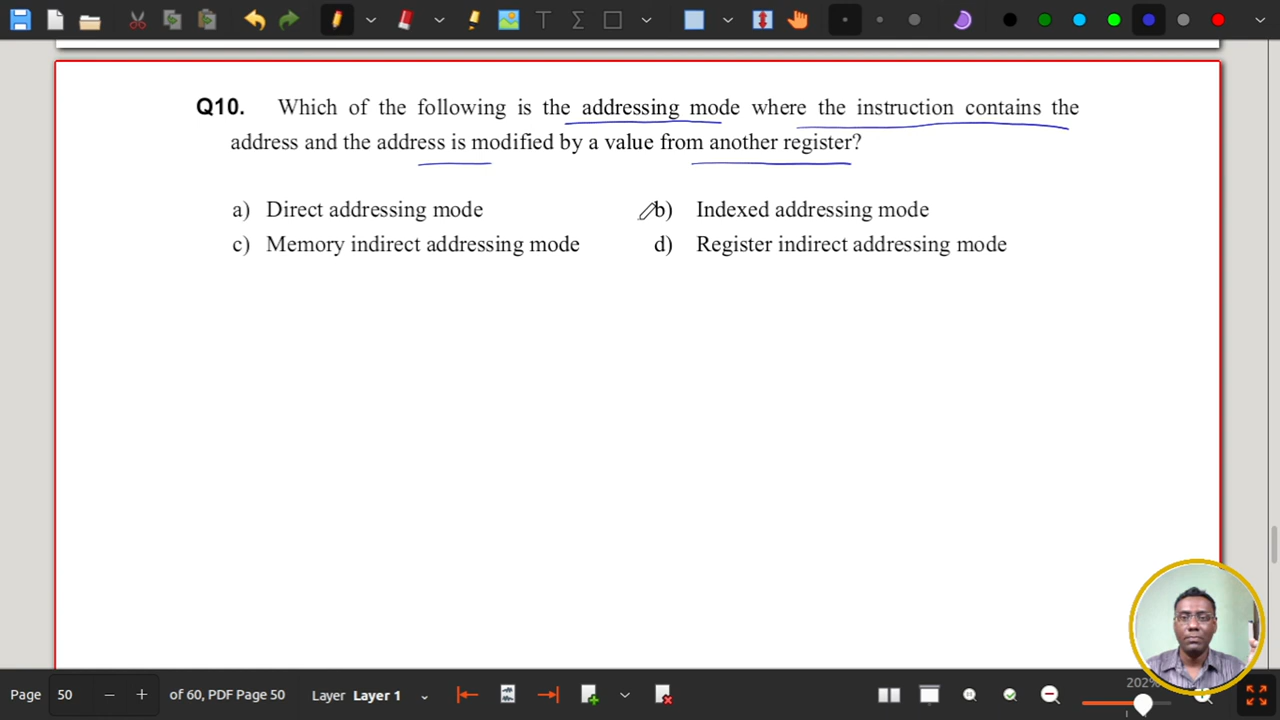 Q10. Which of the following is the addressing mode where the instruction contains the
address and the address is modified by a value from another register?
a) Direct addressing mode b) Indexed addressing mode
c) Memory indirect addressing mode d) Register indirect addressing mode
Page 50 of 60, PDF Page 50 Layer Layer 1 202%